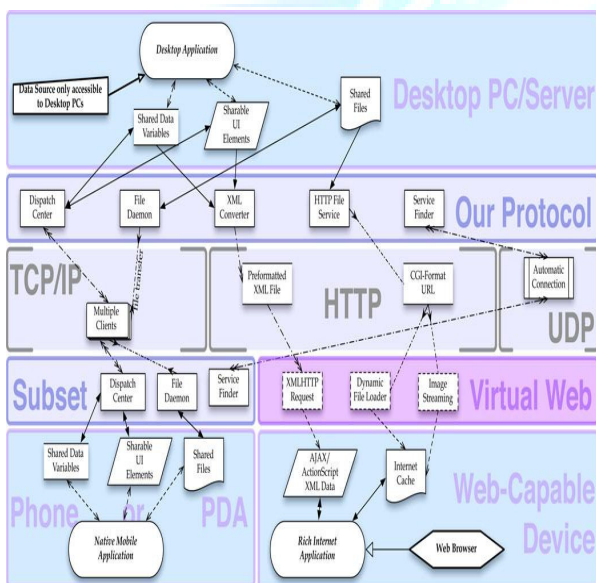 Desktop Application
Data Source only accessible
to Desktop PCs
Shared Data
Variables
Sharable
UI
Elements
Shared
Files
Desktop PC/Server
Dispatch
Center
File
Daemon
XML
Converter
HTTP File
Service
Service
Finder
Our Protocol
TCP/IP
file transfer
Multiple
Clients
Preformatted
XML File
HTTP
CGI-Format
URL
Automatic
Connection
UDP
Subset
Dispatch
Center
File
Daemon
Service
Finder
XMLHTTP
Request
Dynamic
File Loader
Image
Streaming
Virtual Web
Shared Data
Variables
Sharable
UI
Elements
Shared
Files
Phone or PDA
Native Mobile
Application
AJAX/
ActionScript
XML Data
Internet
Cache
Web-Capable
Device
Rich Internet
Application
Web Browser